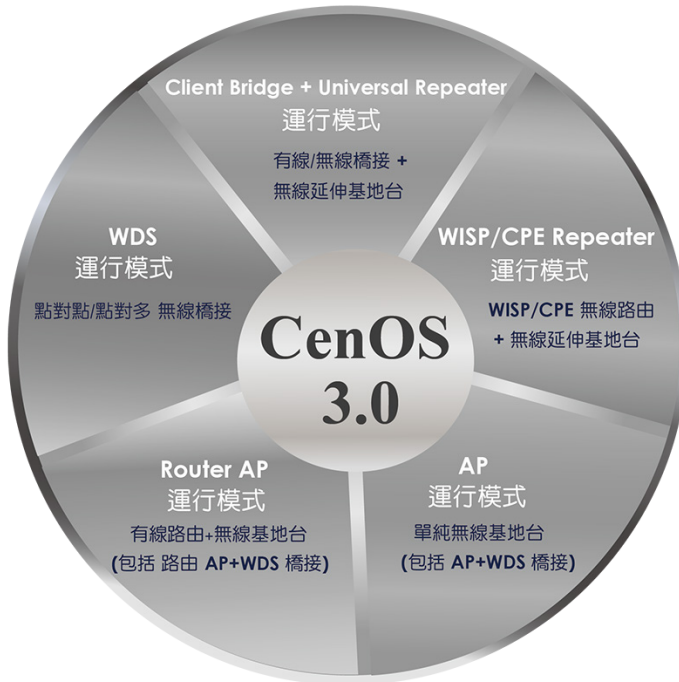 Client Bridge + Universal Repeater
運行模式
有線/無線橋接 +
無線延伸基地台
WDS
運行模式
點對點/點對多 無線橋接
WISP/CPE Repeater
運行模式
WISP/CPE 無線路由
+ 無線延伸基地台
CenOS
3.0
Router AP
運行模式
有線路由+無線基地台
(包括 路由 AP+WDS 橋接)
AP
運行模式
單純無線基地台
(包括 AP+WDS 橋接)